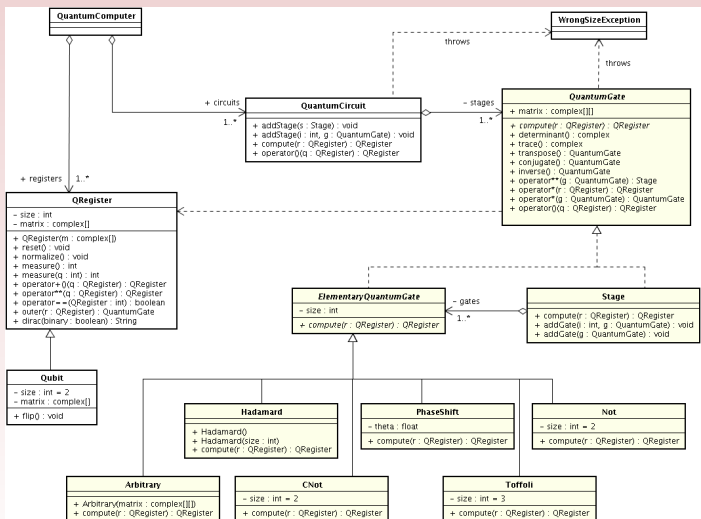 QuantumComputer
WrongSizeException
throws
throws
+ circuits
1..*
QuantumCircuit
+ addStage(s : Stage) : void
+ addStage(i : int, g : QuantumGate) : void
+ compute(r : QRegister) : QRegister
+ operator()(q : QRegister) : QRegister
− stages
1..*
QuantumGate
+ matrix : complex[][]
+ compute(r : QRegister) : QRegister
+ determinant() : complex
+ trace() : complex
+ transpose() : QuantumGate
+ conjugate() : QuantumGate
+ inverse() : QuantumGate
+ operator**(g : QuantumGate) : Stage
+ operator*(r : QRegister) : QRegister
+ operator*(g : QuantumGate) : QuantumGate
+ operator()(q : QRegister) : QRegister
+ registers
1..*
QRegister
− size : int
− matrix : complex[]
+ QRegister(m : complex[])
+ reset() : void
+ normalize() : void
+ measure() : int
+ measure(q : int) : int
+ operator+()(q : QRegister) : QRegister
+ operator**(q : QRegister) : QRegister
+ operator==(QRegister : int) : boolean
+ outer(r : QRegister) : QuantumGate
+ dirac(binary : boolean) : String
Qubit
− size : int = 2
− matrix : complex[]
+ flip() : void
ElementaryQuantumGate
− size : int
+ compute(r : QRegister) : QRegister
− gates
1..*
Stage
+ compute(r : QRegister) : QRegister
+ addGate(i : int, g : QuantumGate) : void
+ addGate(g : QuantumGate) : void
Hadamard
+ Hadamard()
+ Hadamard(size : int)
+ compute(r : QRegister) : QRegister
PhaseShift
− theta : float
+ compute(r : QRegister) : QRegister
Not
− size : int = 2
+ compute(r : QRegister) : QRegister
Arbitrary
+ Arbitrary(matrix : complex[][])
+ compute(r : QRegister) : QRegister
CNot
− size : int = 2
+ compute(r : QRegister) : QRegister
Toffoli
− size : int = 3
+ compute(r : QRegister) : QRegister